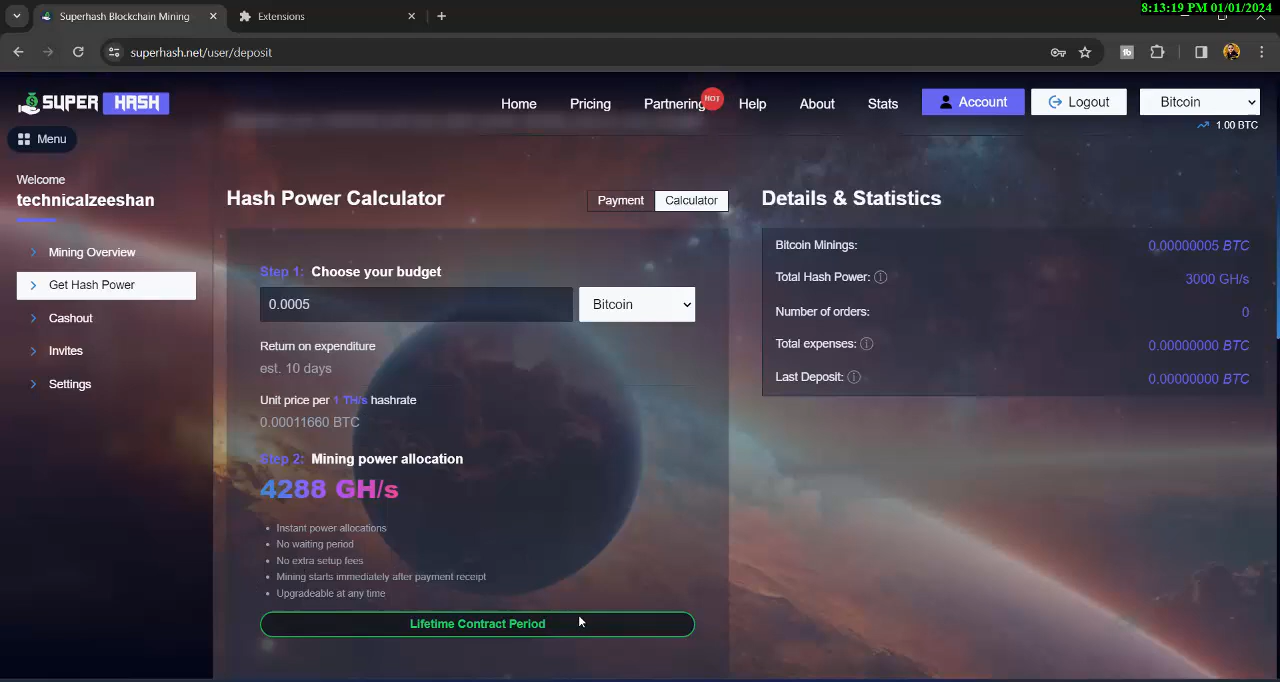 8:13:19 PM 01/01/2024
Superhash Blockchain Mining
Extensions
superhash.net/user/deposit
SUPER HASH
Home
Pricing
Partnering
HOT
Help
About
Stats
Account
Logout
Bitcoin
1.00 BTC
Menu
Welcome
technicalzeeshan
Mining Overview
Get Hash Power
Cashout
Invites
Settings
Hash Power Calculator
Payment
Calculator
Step 1: Choose your budget
0.0005
Bitcoin
Return on expenditure
est. 10 days
Unit price per 1 TH/s hashrate
0.00011660 BTC
Step 2: Mining power allocation
4288 GH/s
Instant power allocations
No waiting period
No extra setup fees
Mining starts immediately after payment receipt
Upgradeable at any time
Lifetime Contract Period
Details & Statistics
Bitcoin Minings: 0.00000005 BTC
Total Hash Power: 3000 GH/s
Number of orders: 0
Total expenses: 0.00000000 BTC
Last Deposit: 0.00000000 BTC